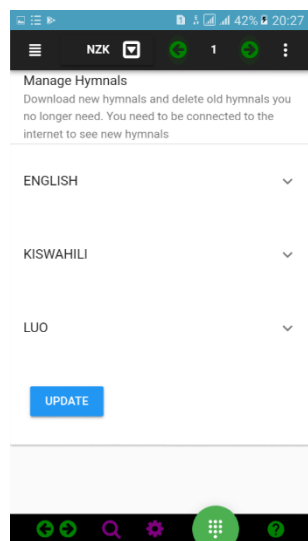 42% 20:27
NZK 1
Manage Hymnals
Download new hymnals and delete old hymnals you
no longer need. You need to be connected to the
internet to see new hymnals
ENGLISH
KISWAHILI
LUO
UPDATE